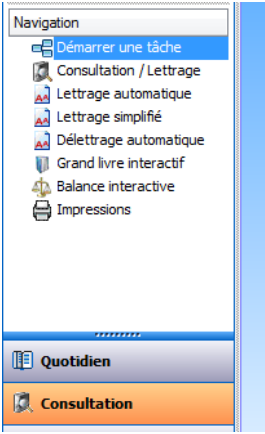 Navigation
Démarrer une tâche
Consultation / Lettrage
Lettrage automatique
Lettrage simplifié
Délettrage automatique
Grand livre interactif
Balance interactive
Impressions
Quotidien
Consultation